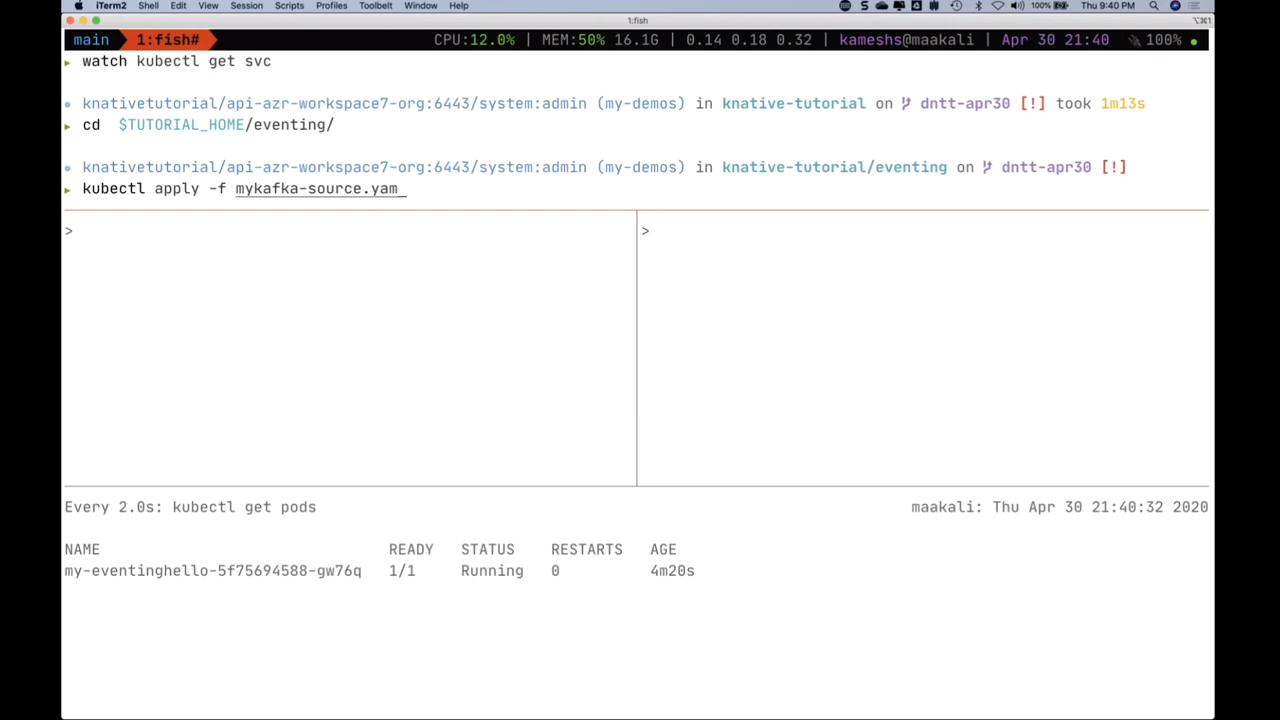 iTerm2 Shell Edit View Session Scripts Profiles Toolbelt Window Help 100% Thu 9:40 PM
1:fish ⌥⌘1
main 1:fish# CPU:12.0% | MEM:50% 16.1G | 0.14 0.18 0.32 | kameshs@maakali | Apr 30 21:40 100%
watch kubectl get svc
knativetutorial/api-azr-workspace7-org:6443/system:admin (my-demos) in knative-tutorial on dntt-apr30 [!] took 1m13s
cd $TUTORIAL_HOME/eventing/
knativetutorial/api-azr-workspace7-org:6443/system:admin (my-demos) in knative-tutorial/eventing on dntt-apr30 [!]
kubectl apply -f mykafka-source.yam_
> >
Every 2.0s: kubectl get pods maakali: Thu Apr 30 21:40:32 2020
NAME READY STATUS RESTARTS AGE
my-eventinghello-5f75694588-gw76q 1/1 Running 0 4m20s